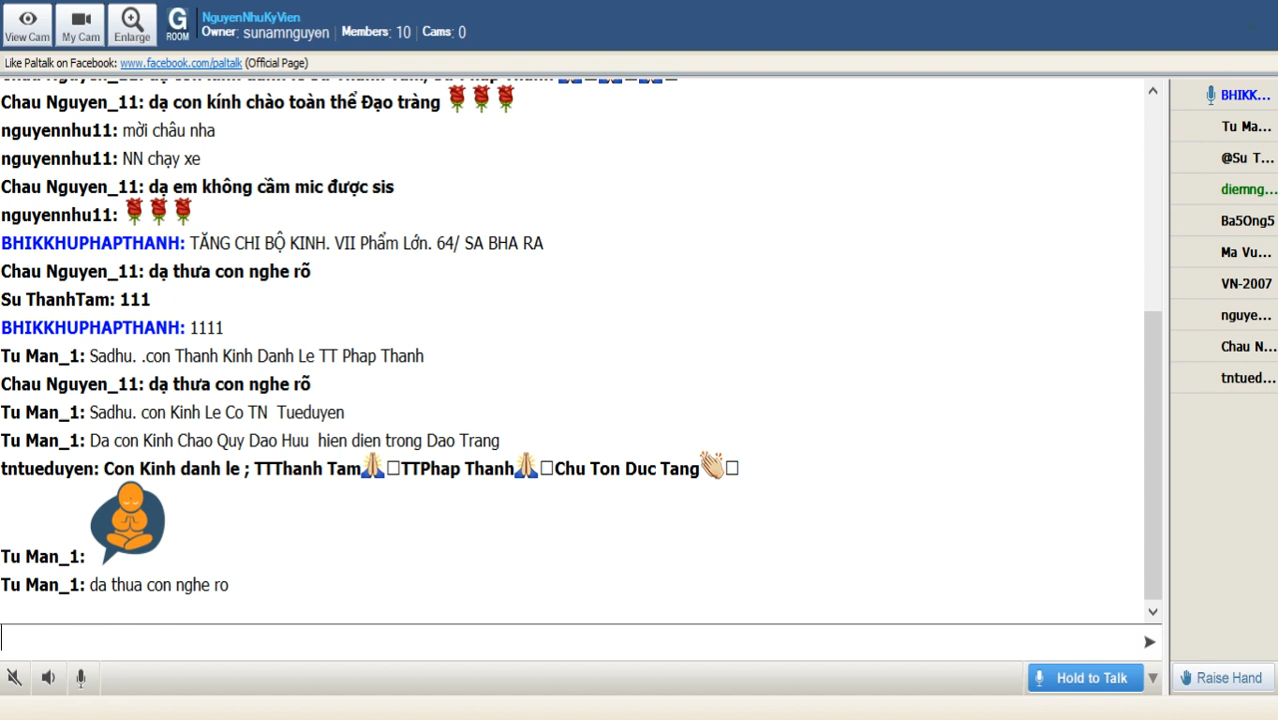 View Cam
My Cam
Enlarge
G
ROOM
NguyenNhuKyVien
Owner: sunamnguyen Members: 10 Cams: 0
Like Paltalk on Facebook: www.facebook.com/paltalk (Official Page)
Chau Nguyen_11: dạ con kính chào toàn thể Đạo tràng
nguyennhu11: mời châu nha
nguyennhu11: NN chạy xe
Chau Nguyen_11: dạ em không cầm mic được sis
nguyennhu11:
BHIKKHUPHAPTHANH: TĂNG CHI BỘ KINH. VII Phẩm Lớn. 64/ SA BHA RA
Chau Nguyen_11: dạ thưa con nghe rõ
Su ThanhTam: 111
BHIKKHUPHAPTHANH: 1111
Tu Man_1: Sadhu. .con Thanh Kinh Danh Le TT Phap Thanh
Chau Nguyen_11: dạ thưa con nghe rõ
Tu Man_1: Sadhu. con Kinh Le Co TN Tueduyen
Tu Man_1: Da con Kinh Chao Quy Dao Huu hien dien trong Dao Trang
tntueduyen: Con Kinh danh le ; TTThanh Tam🙏□TTPhap Thanh🙏□Chu Ton Duc Tang👏□
Tu Man_1:
Tu Man_1: da thua con nghe ro
Hold to Talk
BHIKK...
Tu Ma...
@Su T...
diemng...
Ba5Ong5
Ma Vu...
VN-2007
nguye...
Chau N...
tntued...
Raise Hand